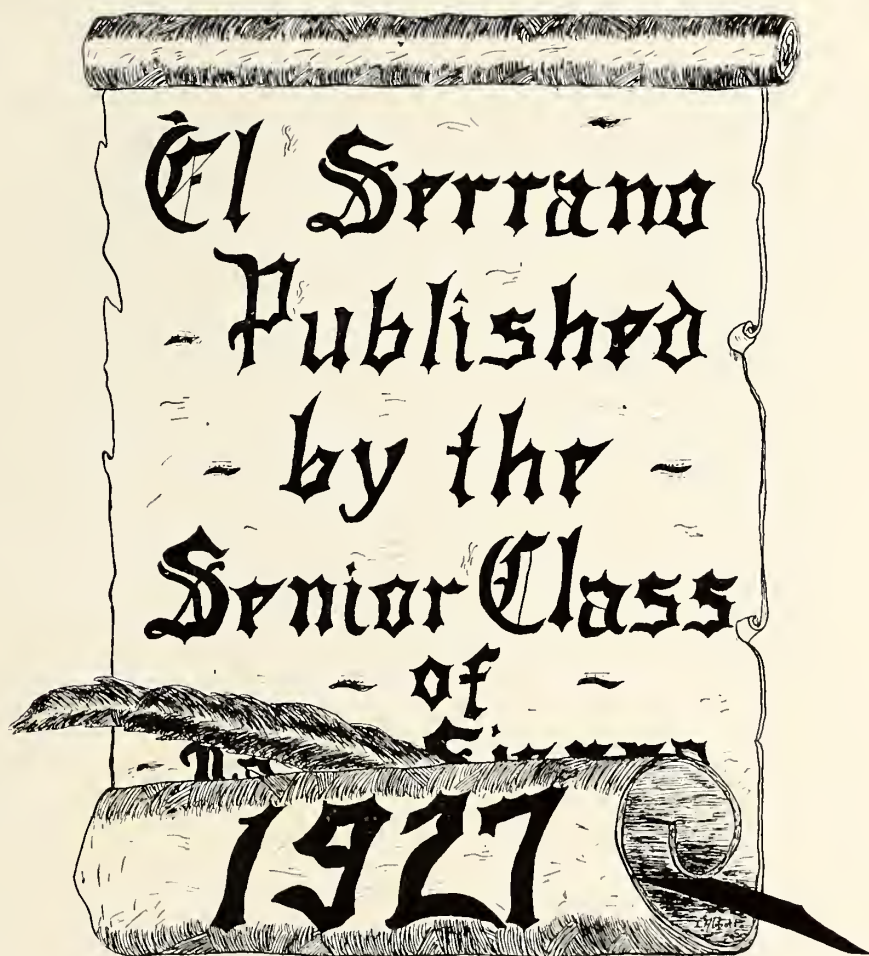 El Serrano
Published
by the
Senior Class
of
1927